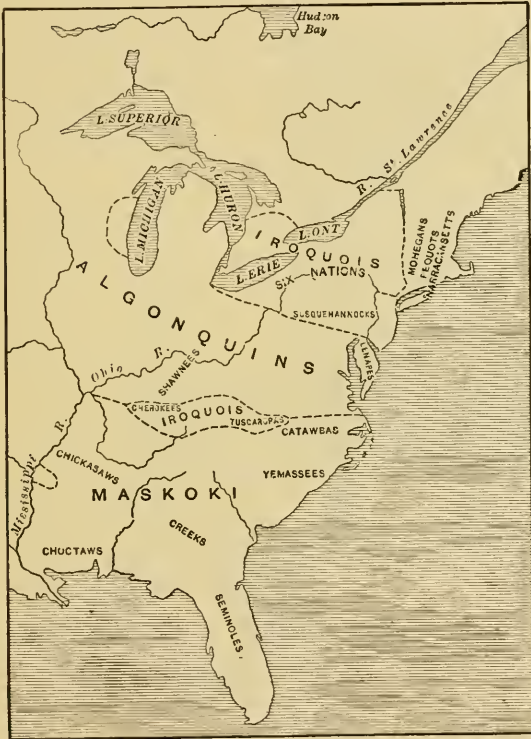 Hudson
Bay
L. SUPERIOR
R. St. Lawrence
L. MICHIGAN
L. HURON
L. ONT
L. ERIE
IROQUOIS
SIX
NATIONS
MOHEGANS
PEQUOTS
NARRAGANSETTS
SUSQUEHANNOCKS
ALGONQUINS
LENAPES
Ohio R.
SHAWNEES
CHEROKEES
IROQUOIS
TUSCARORAS
CATAWBAS
Mississippi R.
CHICKASAWS
YEMASSEES
MASKOKI
CREEKS
CHOCTAWS
SEMINOLES